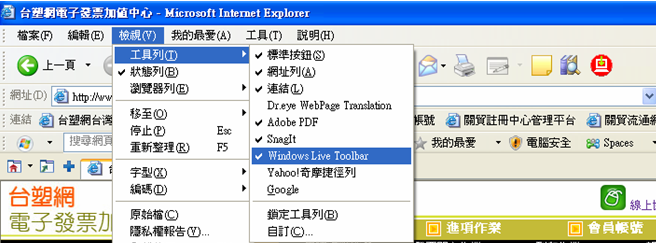 台塑網電子發票加值中心 - Microsoft Internet Explorer
檔案(F) 編輯(E) 檢視(V) 我的最愛(A) 工具(T) 說明(H)
上一頁
網址(D) http://ww
連結 台塑網台灣
帳號 關貿註冊中心管理平台 關貿流通網
搜尋網頁
我的最愛 電腦安全 Spaces
工具列(T)
狀態列(B)
瀏覽器列(E)
移至(O)
停止(P) Esc
重新整理(R) F5
字型(X)
編碼(D)
原始檔(C)
隱私權報告(V)...
標準按鈕(S)
網址列(A)
連結(L)
Dr.eye WebPage Translation
Adobe PDF
SnagIt
Windows Live Toolbar
Yahoo!奇摩捷徑列
Google
鎖定工具列(B)
自訂(C)...
台塑網
電子發票加值中心
線上
進項作業 會員帳號